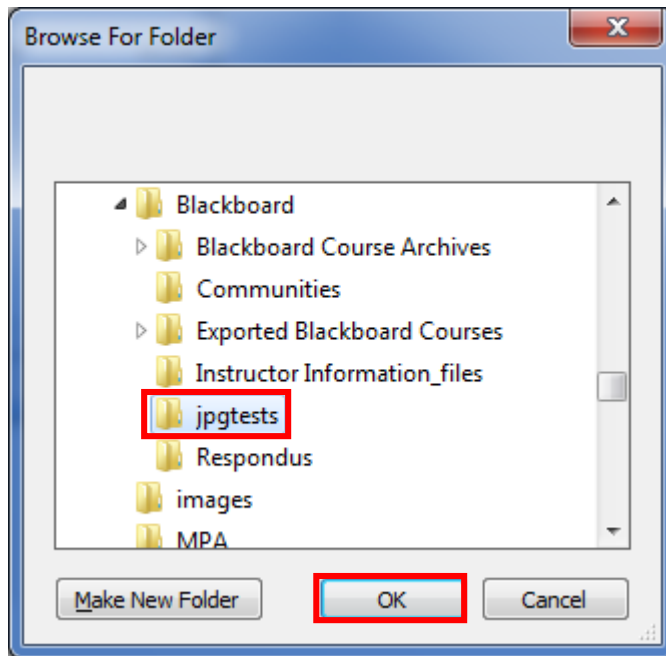 Browse For Folder
Blackboard
Blackboard Course Archives
Communities
Exported Blackboard Courses
Instructor Information_files
jpgtests
Respondus
images
MPA
Make New Folder
OK
Cancel